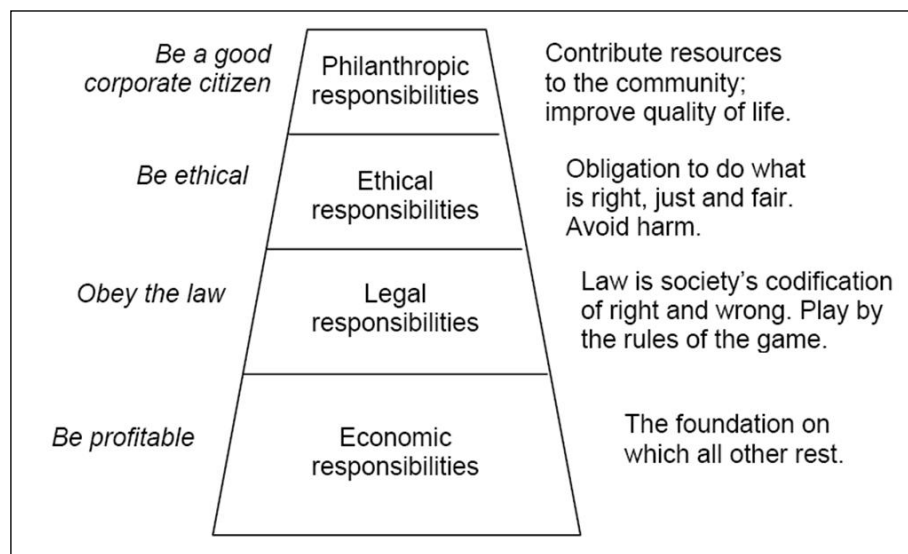 Be a good
corporate citizen
Philanthropic
responsibilities
Contribute resources
to the community;
improve quality of life.
Be ethical
Ethical
responsibilities
Obligation to do what
is right, just and fair.
Avoid harm.
Obey the law
Legal
responsibilities
Law is society’s codification
of right and wrong. Play by
the rules of the game.
Be profitable
Economic
responsibilities
The foundation on
which all other rest.